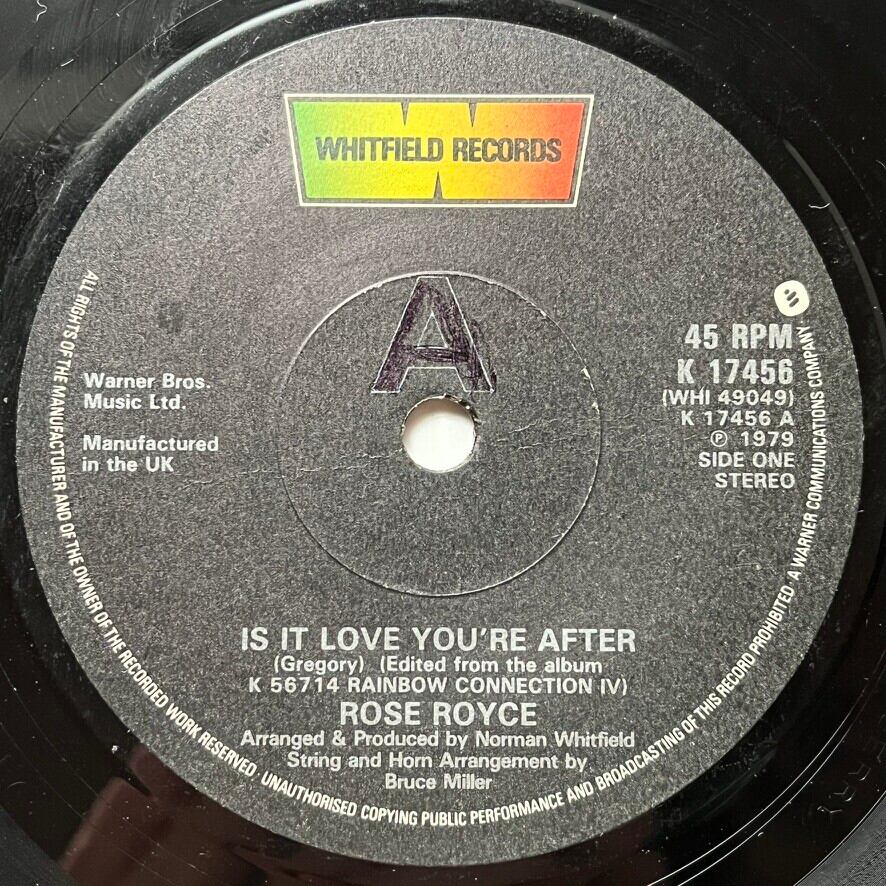 WHITFIELD RECORDS
A
45 RPM
K 17456
(WHI 49049)
K 17456 A
℗ 1979
SIDE ONE
STEREO
Warner Bros.
Music Ltd.
Manufactured
in the UK
IS IT LOVE YOU'RE AFTER
(Gregory) (Edited from the album
K 56714 RAINBOW CONNECTION IV)
ROSE ROYCE
Arranged & Produced by Norman Whitfield
String and Horn Arrangement by
Bruce Miller
ALL RIGHTS OF THE MANUFACTURER AND OF THE OWNER OF THE RECORDED WORK RESERVED · UNAUTHORISED COPYING PUBLIC PERFORMANCE AND BROADCASTING OF THIS RECORD PROHIBITED · A WARNER COMMUNICATIONS COMPANY